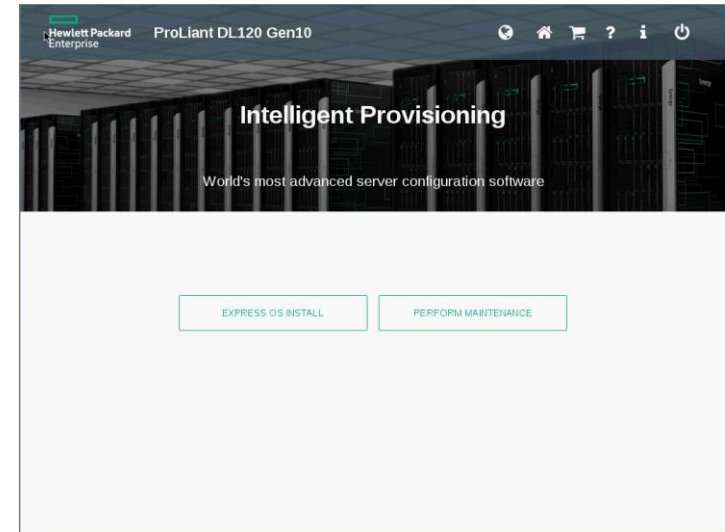 Hewlett Packard
Enterprise
ProLiant DL120 Gen10
?
i
Intelligent Provisioning
World's most advanced server configuration software
EXPRESS OS INSTALL
PERFORM MAINTENANCE